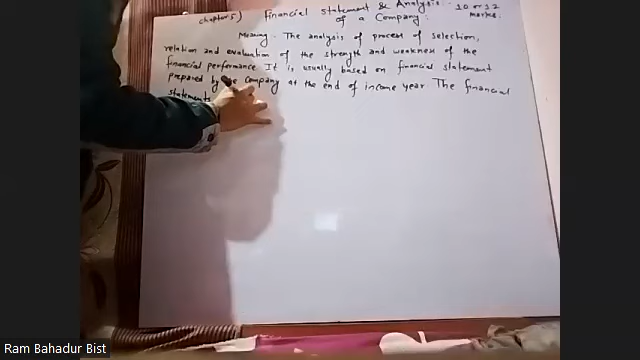 chapter 5) Financial Statement & Analysis :- 10 or 12
of a Company. marks.
Meaning - The analysis of process of selection,
relation and evaluation of the strength and weakness of the
financial performance It is usually based on financial statement
prepared by the company at the end of income year The financial
statements
Ram Bahadur Bist